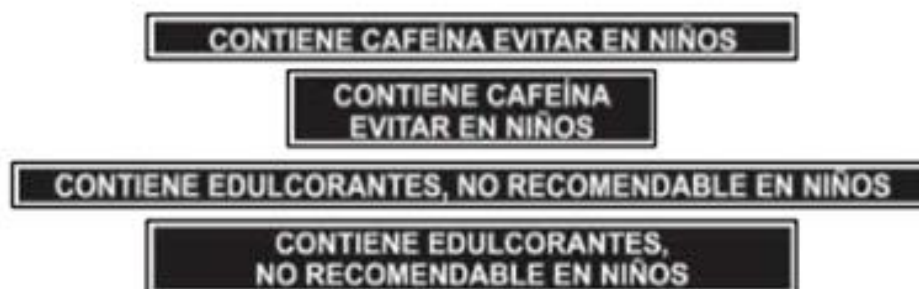 CONTIENE CAFEÍNA EVITAR EN NIÑOS
CONTIENE CAFEÍNA
EVITAR EN NIÑOS
CONTIENE EDULCORANTES, NO RECOMENDABLE EN NIÑOS
CONTIENE EDULCORANTES,
NO RECOMENDABLE EN NIÑOS